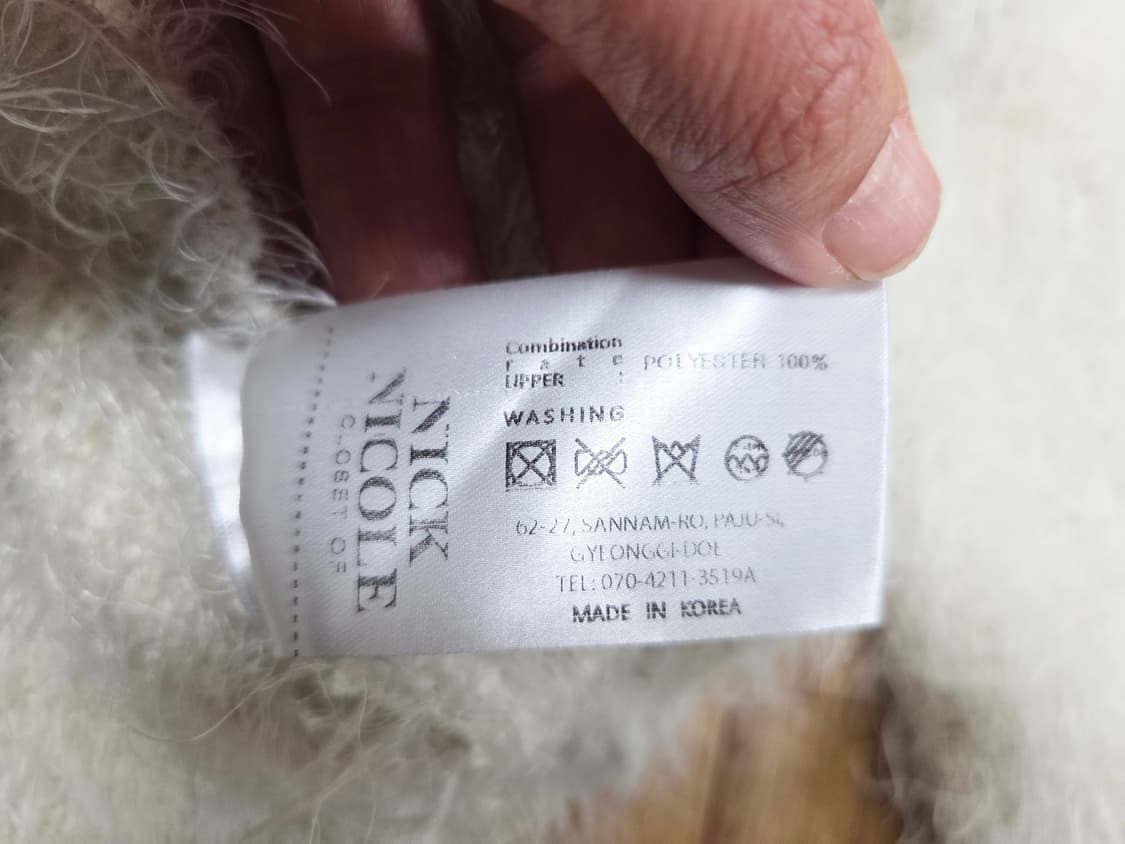 Combination
rate
UPPER : POLYESTER 100%
WASHING
62-27, SANNAM-RO, PAJU-SI,
GYEONGGI-DOE
TEL: 070-4211-3519A
MADE IN KOREA
NICK
NICOLE
CLOSET OF